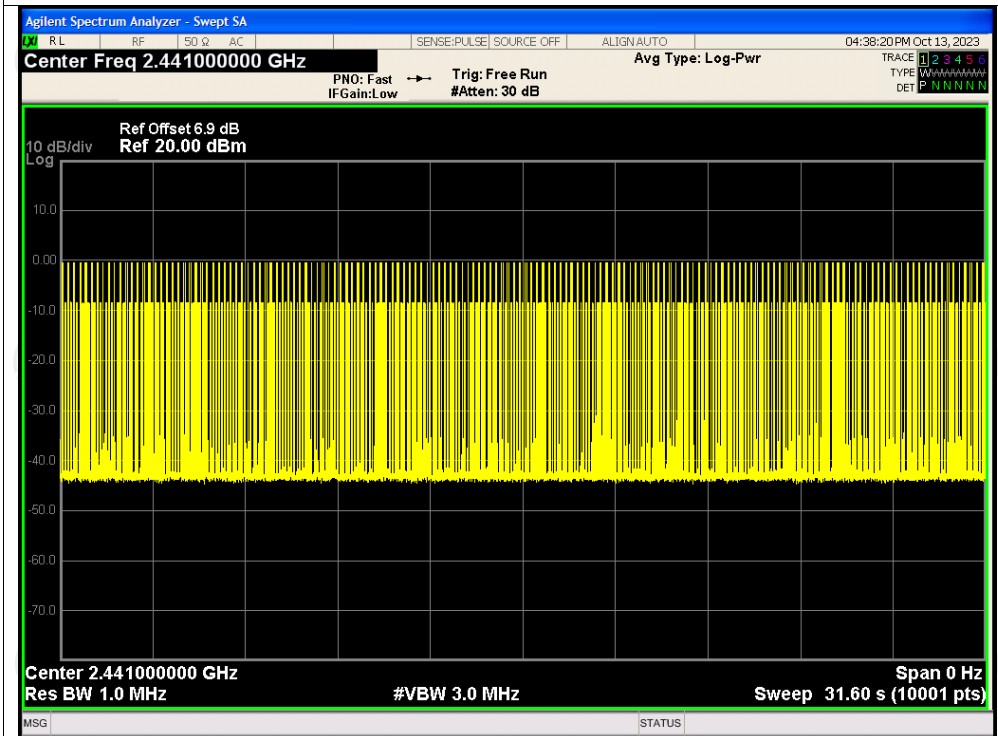 Agilent Spectrum Analyzer - Swept SA
LXI RL RF 50 Ω AC SENSE:PULSE SOURCE OFF ALIGN AUTO 04:38:20 PM Oct 13, 2023
Center Freq 2.441000000 GHz
PNO: Fast
IFGain:Low
Trig: Free Run
#Atten: 30 dB
Avg Type: Log-Pwr
TRACE 1 2 3 4 5 6
TYPE
DET P N N N N N
Ref Offset 6.9 dB
10 dB/div Ref 20.00 dBm
Log
10.0
0.00
-10.0
-20.0
-30.0
-40.0
-50.0
-60.0
-70.0
Center 2.441000000 GHz Span 0 Hz
Res BW 1.0 MHz #VBW 3.0 MHz Sweep 31.60 s (10001 pts)
MSG STATUS